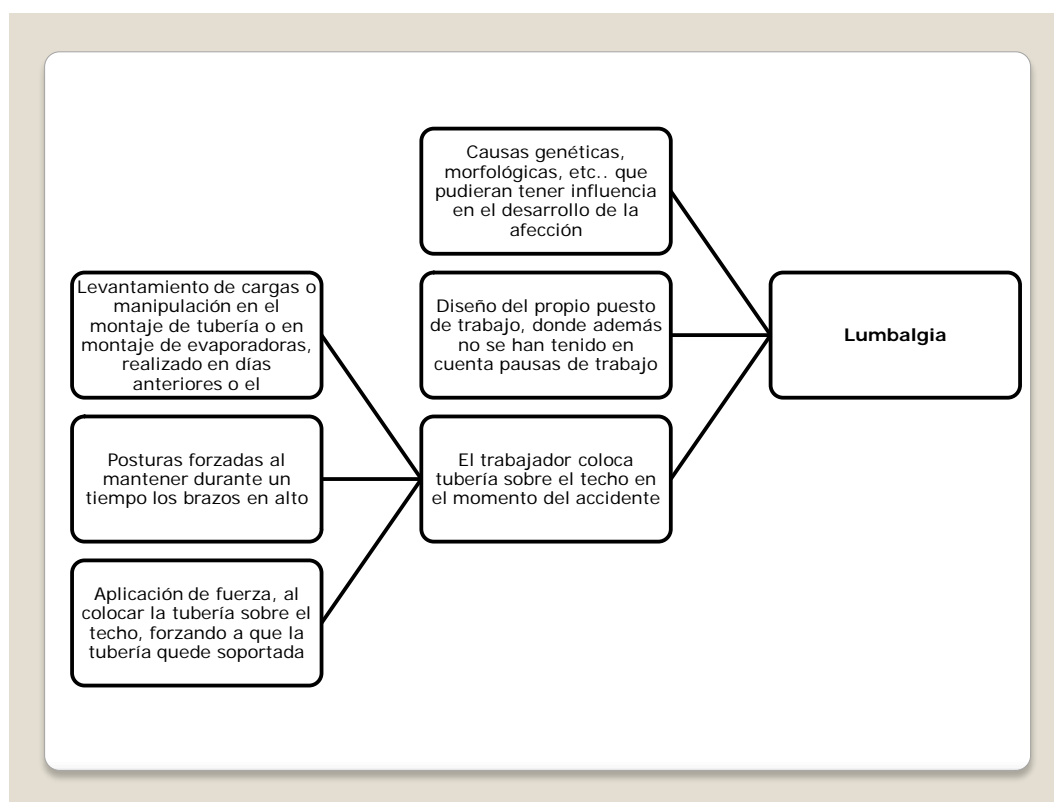 Causas genéticas,
morfológicas, etc.. que
pudieran tener influencia
en el desarrollo de la
afección
Levantamiento de cargas o
manipulación en el
montaje de tubería o en
montaje de evaporadoras,
realizado en días
anteriores o el
Diseño del propio puesto
de trabajo, donde además
no se han tenido en
cuenta pausas de trabajo
Lumbalgia
Posturas forzadas al
mantener durante un
tiempo los brazos en alto
El trabajador coloca
tubería sobre el techo en
el momento del accidente
Aplicación de fuerza, al
colocar la tubería sobre el
techo, forzando a que la
tubería quede soportada